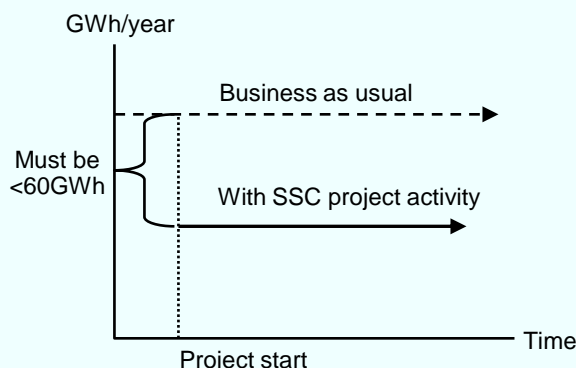 GWh/year
Business as usual
Must be
<60GWh
With SSC project activity
Time
Project start